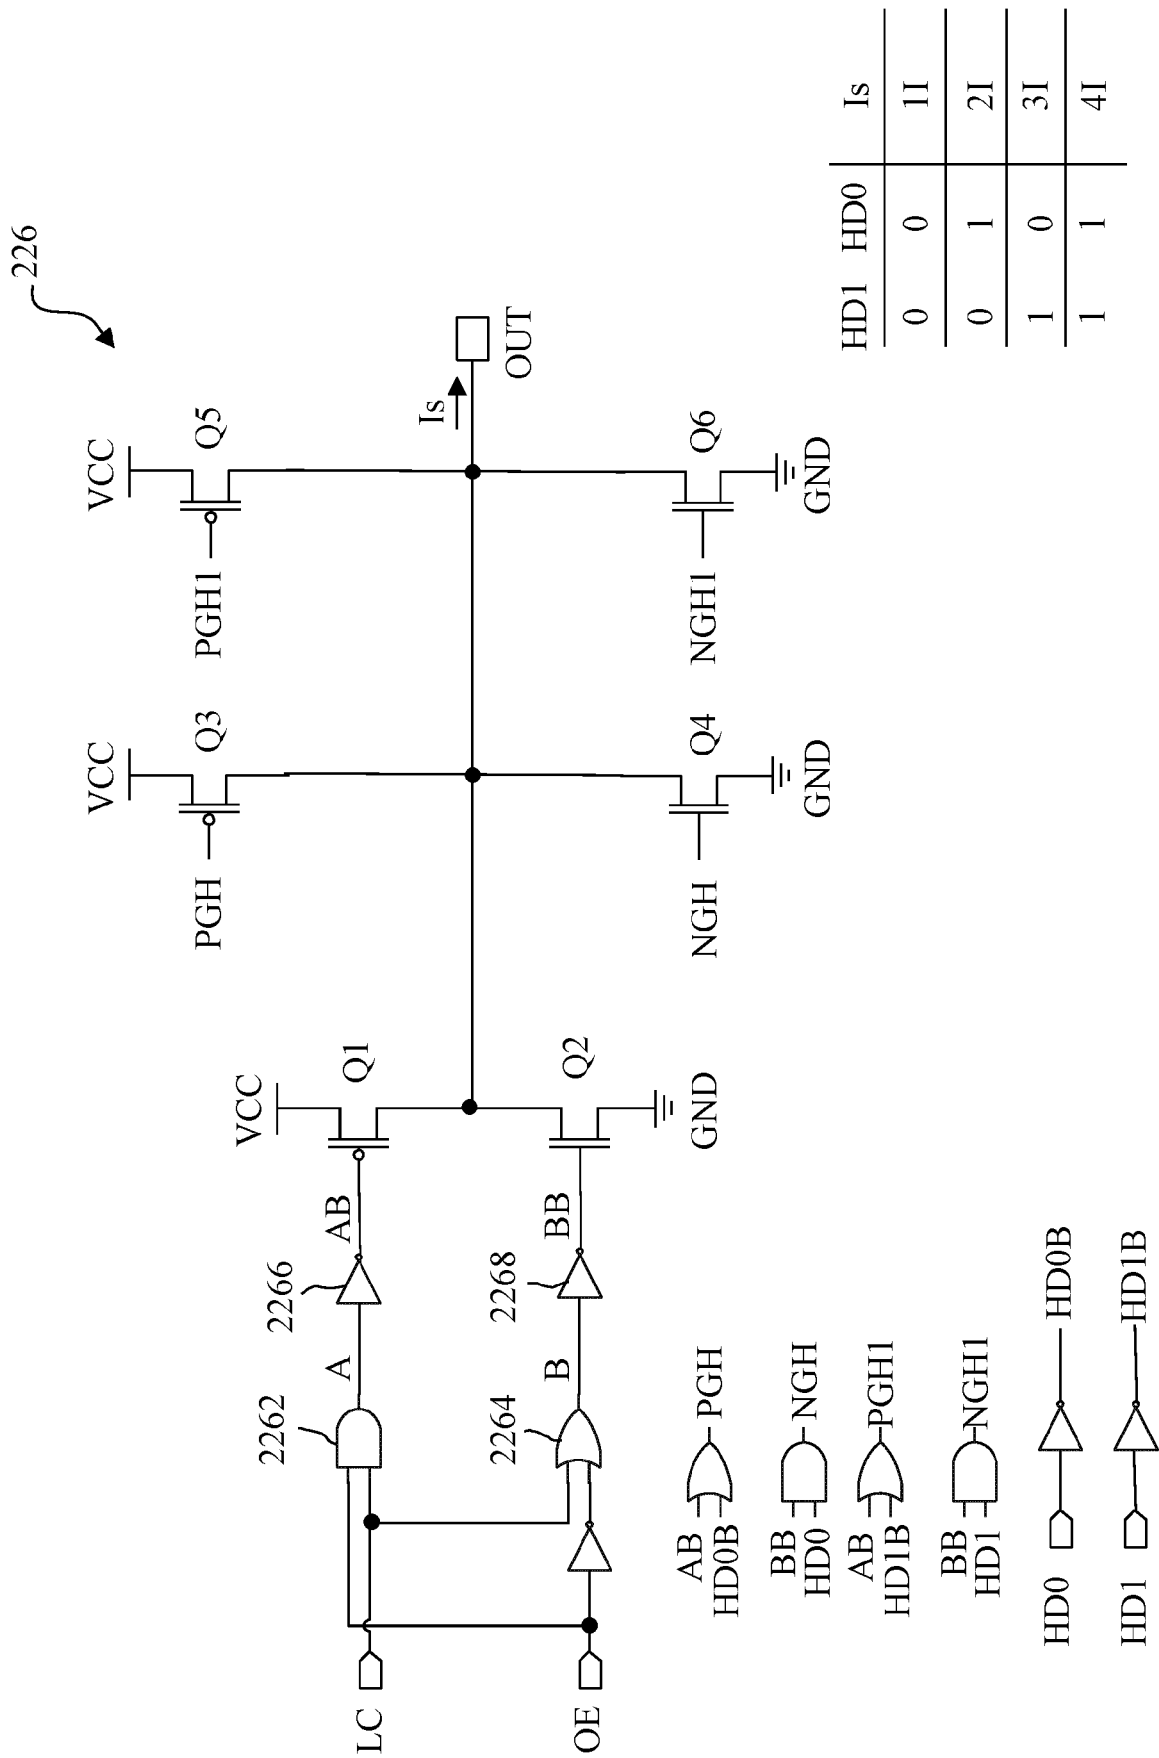 226
VCC
VCC
VCC
Q5
Q3
Q1
PGH1
PGH
Is
OUT
LC
OE
2262
A
2266
AB
2264
B
2268
BB
Q2
GND
NGH
Q4
GND
NGH1
Q6
GND
AB
HD0B
PGH
BB
HD0
NGH
AB
HD1B
PGH1
BB
HD1
NGH1
HD0
HD0B
HD1
HD1B
HD1 HD0 Is
0 0 1I
0 1 2I
1 0 3I
1 1 4I